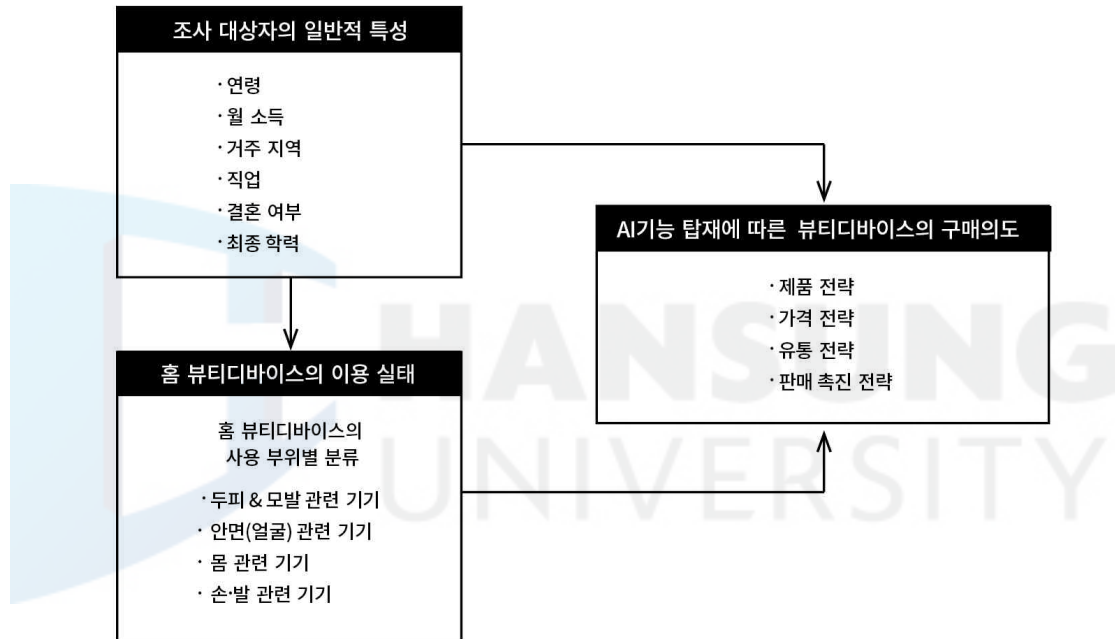 조사 대상자의 일반적 특성
· 연령
· 월 소득
· 거주 지역
· 직업
· 결혼 여부
· 최종 학력
홈 뷰티디바이스의 이용 실태
홈 뷰티디바이스의
사용 부위별 분류
· 두피 & 모발 관련 기기
· 안면(얼굴) 관련 기기
· 몸 관련 기기
· 손·발 관련 기기
AI기능 탑재에 따른 뷰티디바이스의 구매의도
· 제품 전략
· 가격 전략
· 유통 전략
· 판매 촉진 전략
HANSUNG
UNIVERSITY